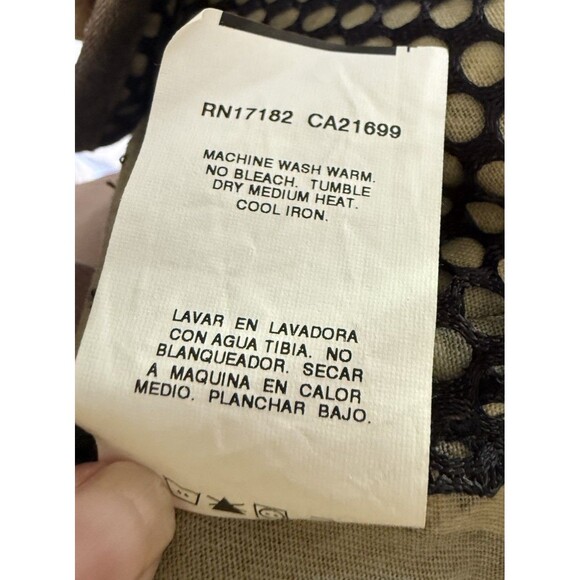 RN17182 CA21699
MACHINE WASH WARM.
NO BLEACH. TUMBLE
DRY MEDIUM HEAT.
COOL IRON.
LAVAR EN LAVADORA
CON AGUA TIBIA. NO
BLANQUEADOR. SECAR
A MAQUINA EN CALOR
MEDIO. PLANCHAR BAJO.